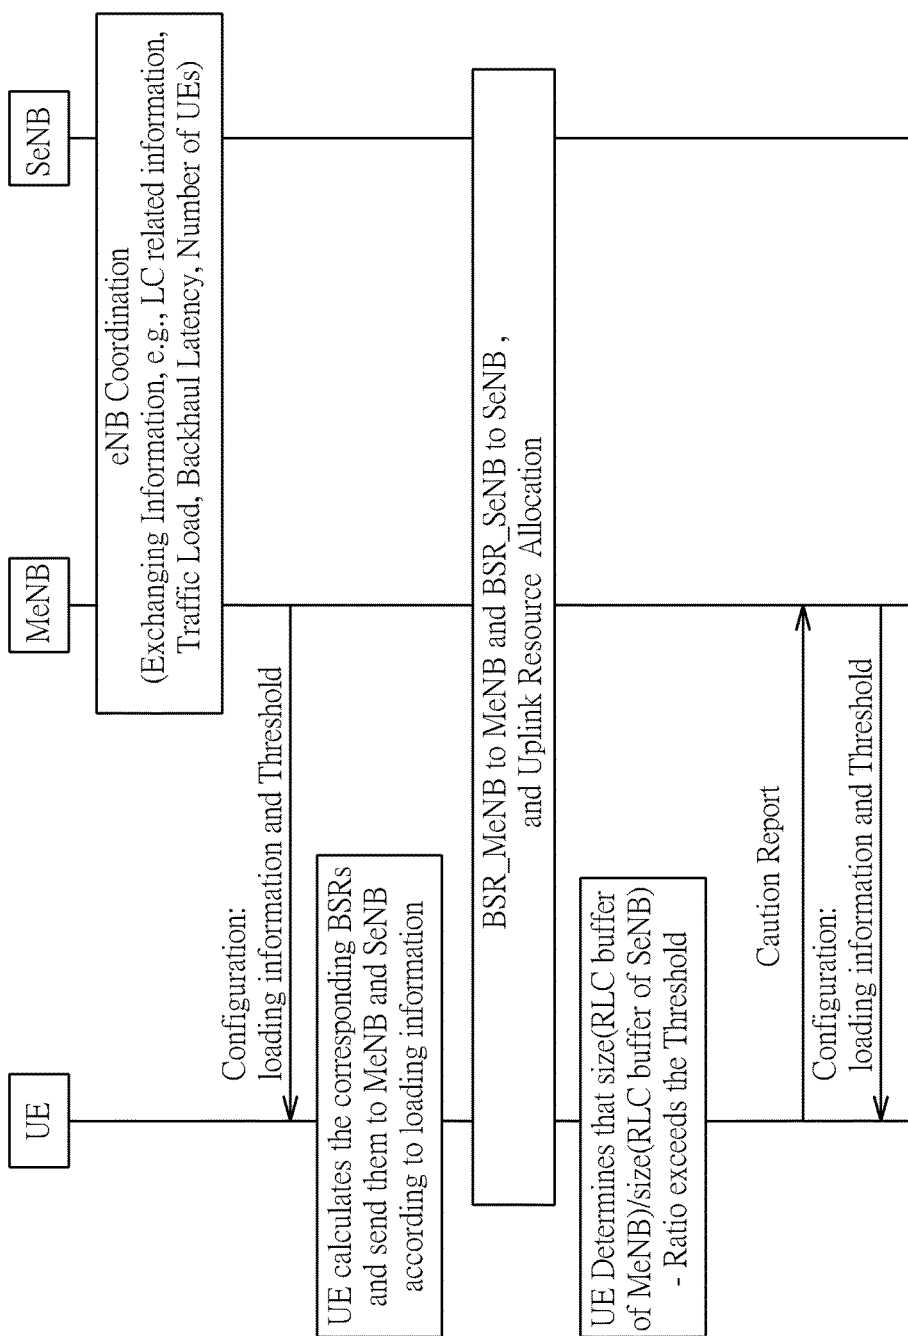 UE
MeNB
SeNB
eNB Coordination
(Exchanging Information, e.g., LC related information,
Traffic Load, Backhaul Latency, Number of UEs)
Configuration:
loading information and Threshold
UE calculates the corresponding BSRs
and send them to MeNB and SeNB
according to loading information
BSR_MeNB to MeNB and BSR_SeNB to SeNB ,
and Uplink Resource Allocation
UE Determines that size(RLC buffer
of MeNB)/size(RLC buffer of SeNB)
- Ratio exceeds the Threshold
Caution Report
Configuration:
loading information and Threshold